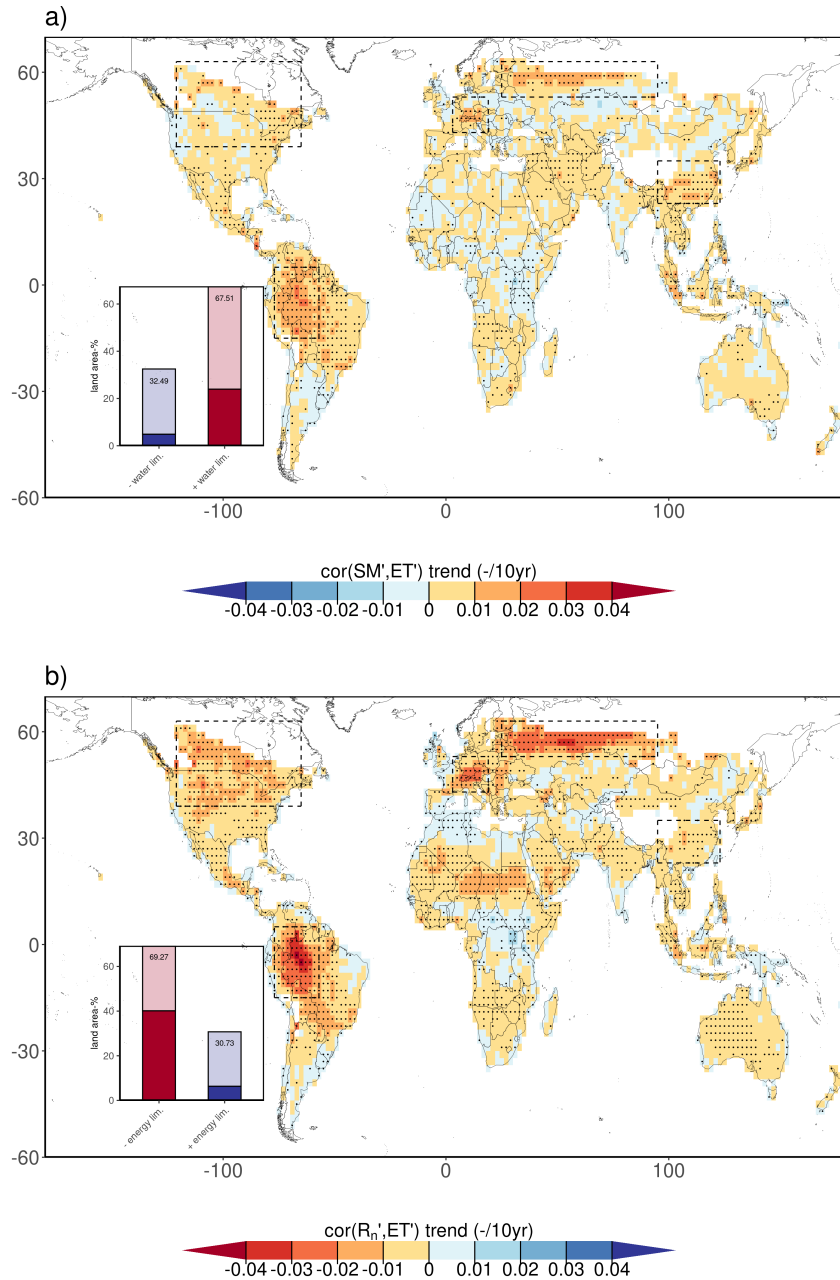 a)
60
30
0
-30
-60
-100
0
100
land area-%
60
40
20
0
32.49
67.51
- water lim.
+ water lim.
cor(SM',ET') trend (-/10yr)
-0.04 -0.03 -0.02 -0.01 0 0.01 0.02 0.03 0.04
b)
60
30
0
-30
-60
-100
0
100
land area-%
60
40
20
0
69.27
30.73
- energy lim.
+ energy lim.
cor(Rn',ET') trend (-/10yr)
-0.04 -0.03 -0.02 -0.01 0 0.01 0.02 0.03 0.04